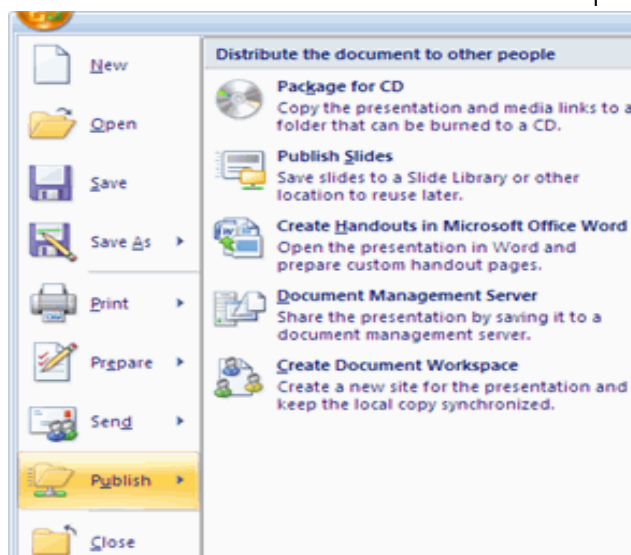 New
Open
Save
Save As
Print
Prepare
Send
Publish
Close
Distribute the document to other people
Package for CD
Copy the presentation and media links to a
folder that can be burned to a CD.
Publish Slides
Save slides to a Slide Library or other
location to reuse later.
Create Handouts in Microsoft Office Word
Open the presentation in Word and
prepare custom handout pages.
Document Management Server
Share the presentation by saving it to a
document management server.
Create Document Workspace
Create a new site for the presentation and
keep the local copy synchronized.